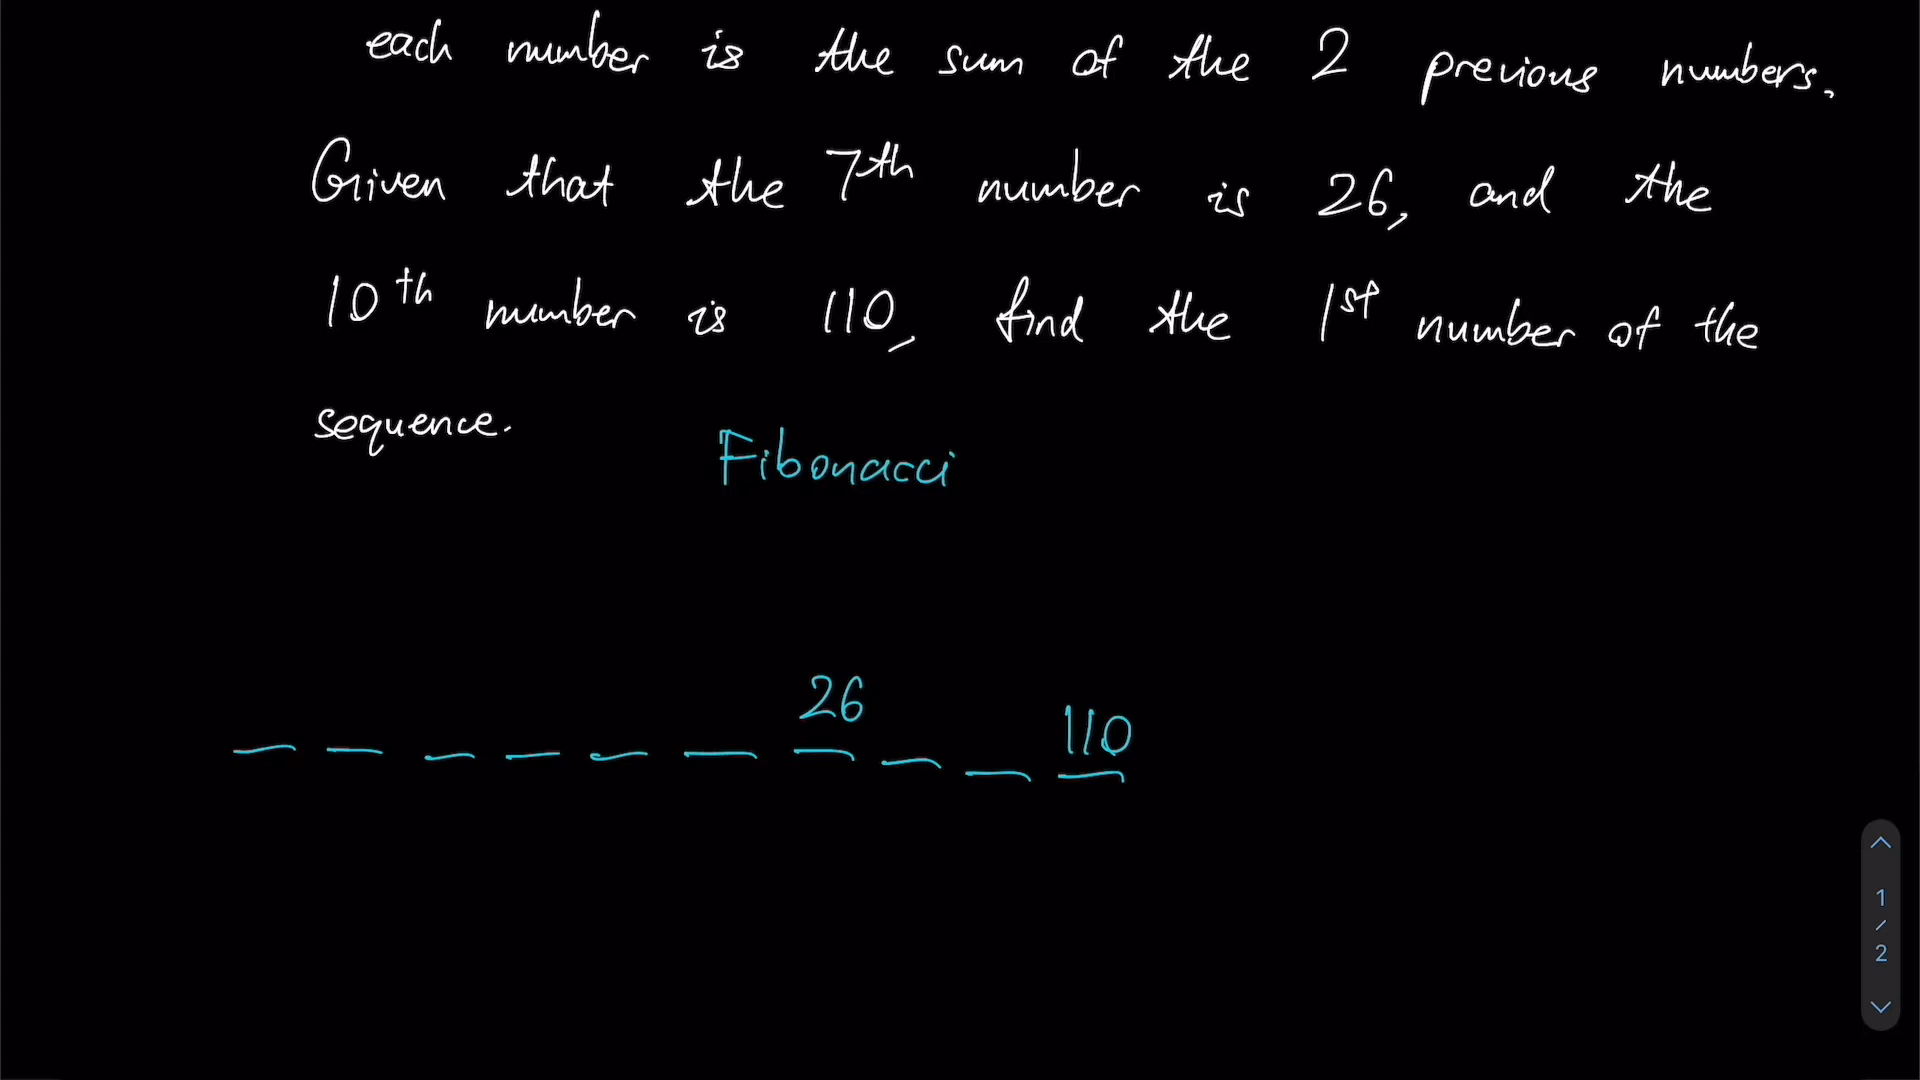 each number is the sum of the 2 previous numbers.
Given that the 7th number is 26, and the
10th number is 110, find the 1st number of the
sequence.
Fibonacci
26
110
1
/
2